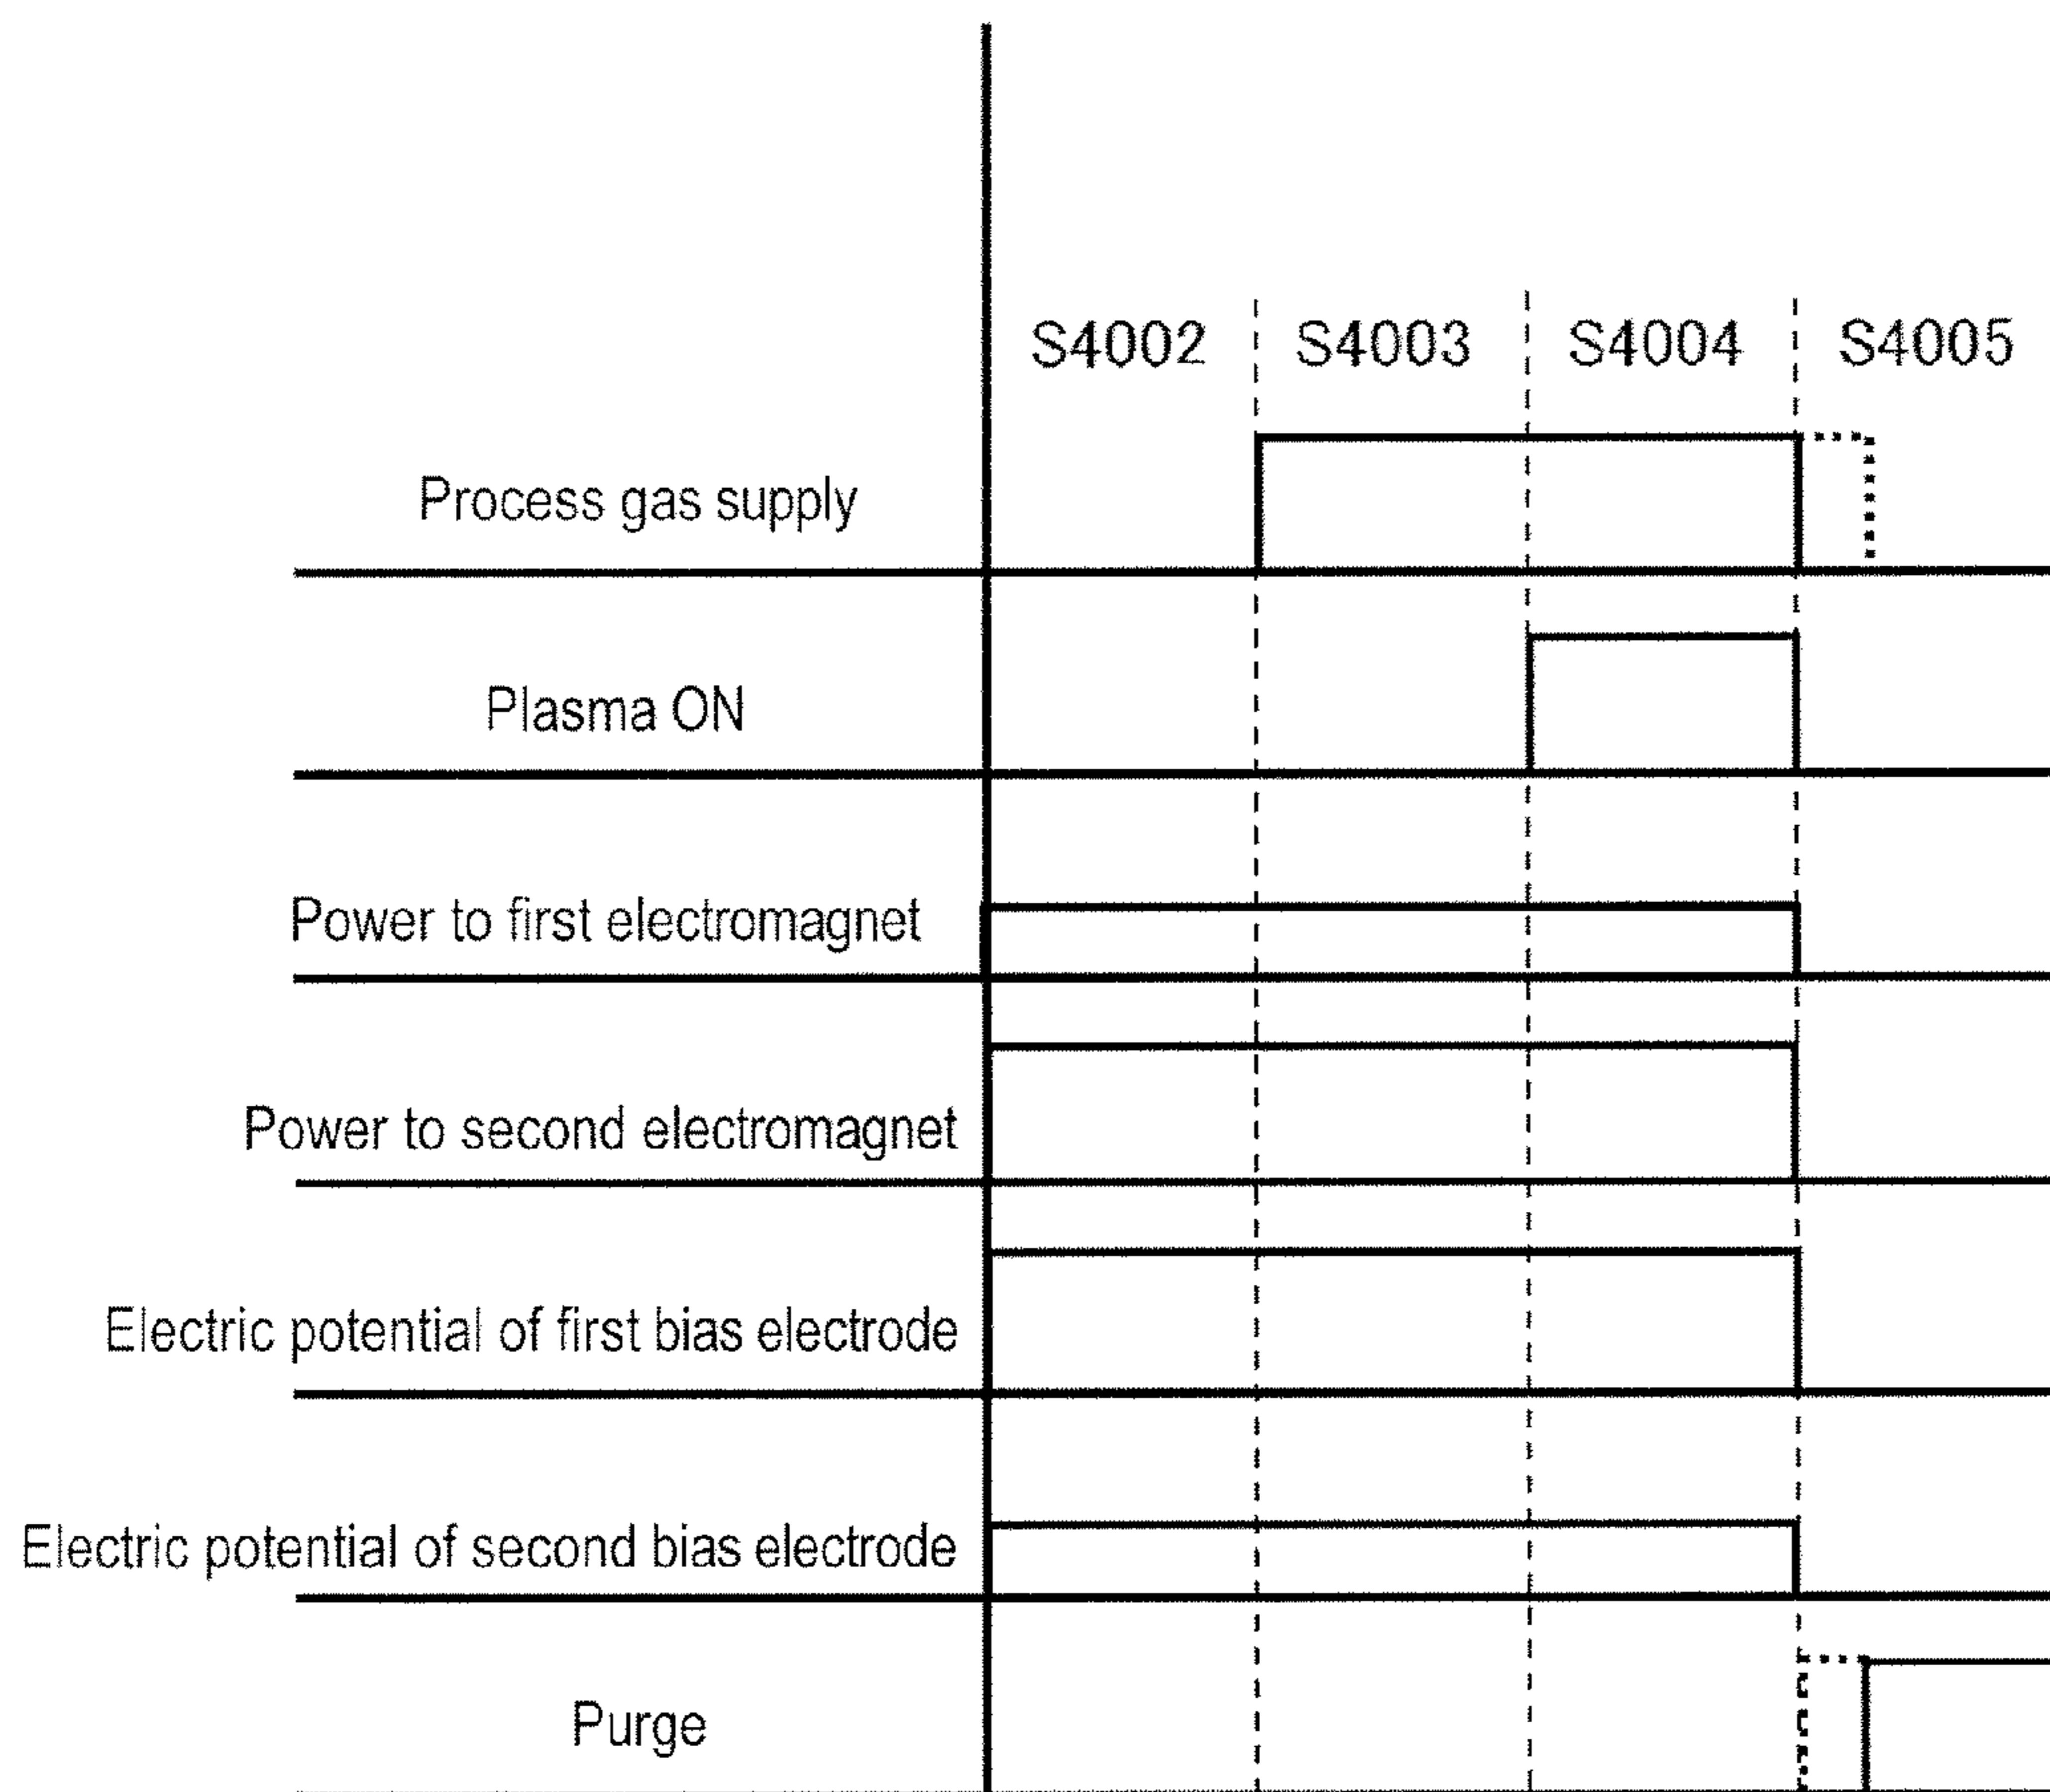 S4002 S4003 S4004 S4005
Process gas supply
Plasma ON
Power to first electromagnet
Power to second electromagnet
Electric potential of first bias electrode
Electric potential of second bias electrode
Purge